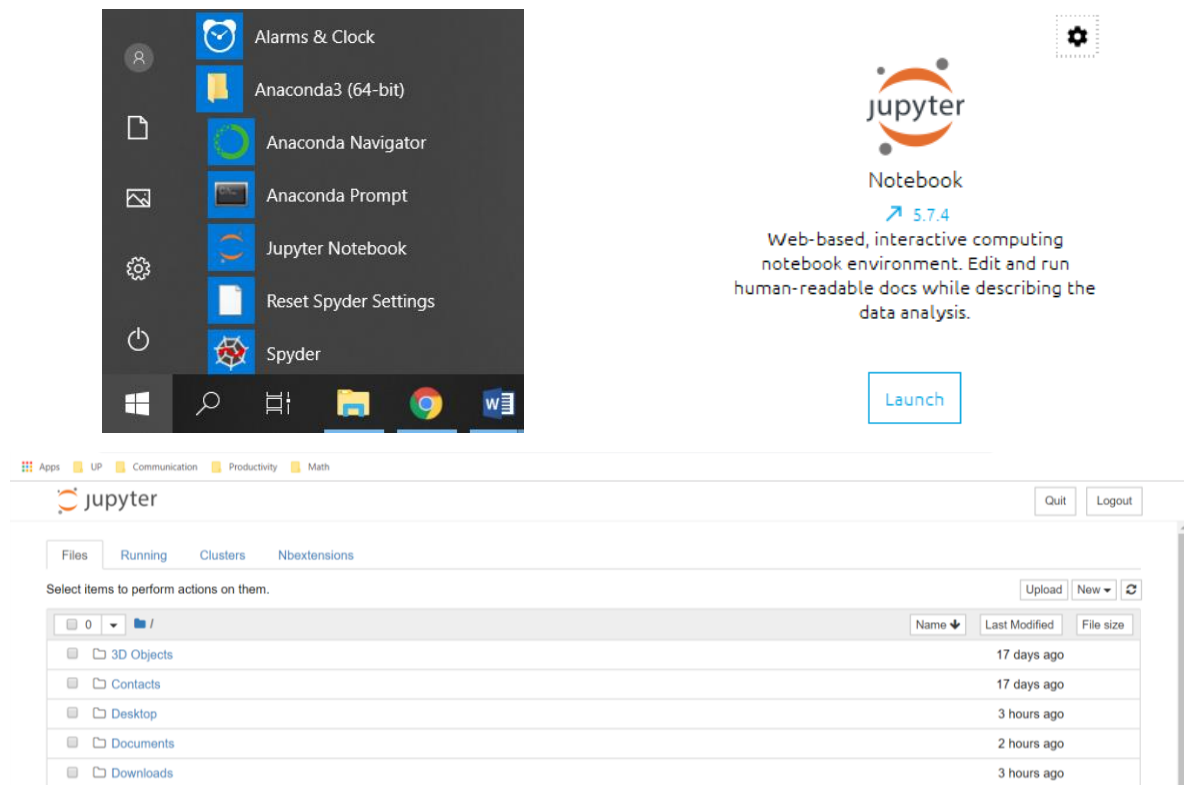 Alarms & Clock
Anaconda3 (64-bit)
Anaconda Navigator
Anaconda Prompt
Jupyter Notebook
Reset Spyder Settings
Spyder
jupyter
Notebook
5.7.4
Web-based, interactive computing
notebook environment. Edit and run
human-readable docs while describing the
data analysis.
Launch
Apps UP Communication Productivity Math
jupyter Quit Logout
Files Running Clusters Nbextensions
Select items to perform actions on them. Upload New
0 / Name Last Modified File size
3D Objects 17 days ago
Contacts 17 days ago
Desktop 3 hours ago
Documents 2 hours ago
Downloads 3 hours ago